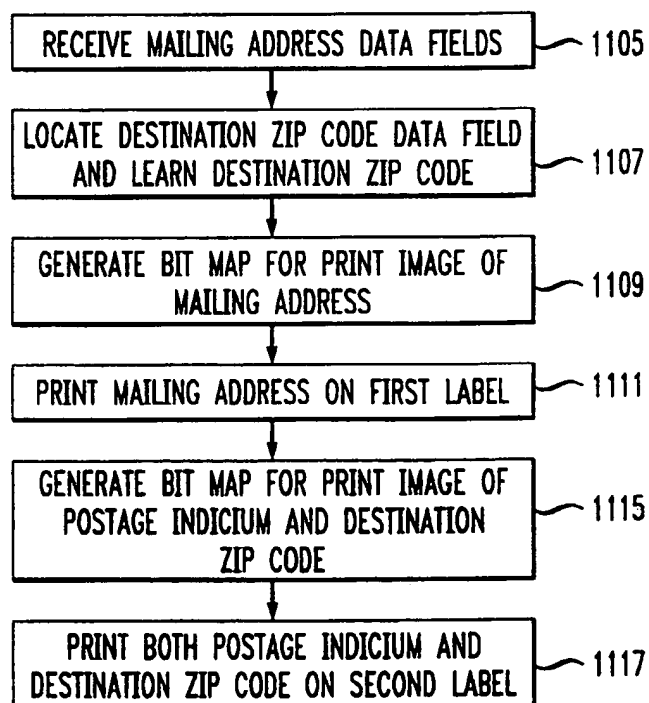 RECEIVE MAILING ADDRESS DATA FIELDS 1105
LOCATE DESTINATION ZIP CODE DATA FIELD
AND LEARN DESTINATION ZIP CODE 1107
GENERATE BIT MAP FOR PRINT IMAGE OF
MAILING ADDRESS 1109
PRINT MAILING ADDRESS ON FIRST LABEL 1111
GENERATE BIT MAP FOR PRINT IMAGE OF
POSTAGE INDICIUM AND DESTINATION
ZIP CODE 1115
PRINT BOTH POSTAGE INDICIUM AND
DESTINATION ZIP CODE ON SECOND LABEL 1117